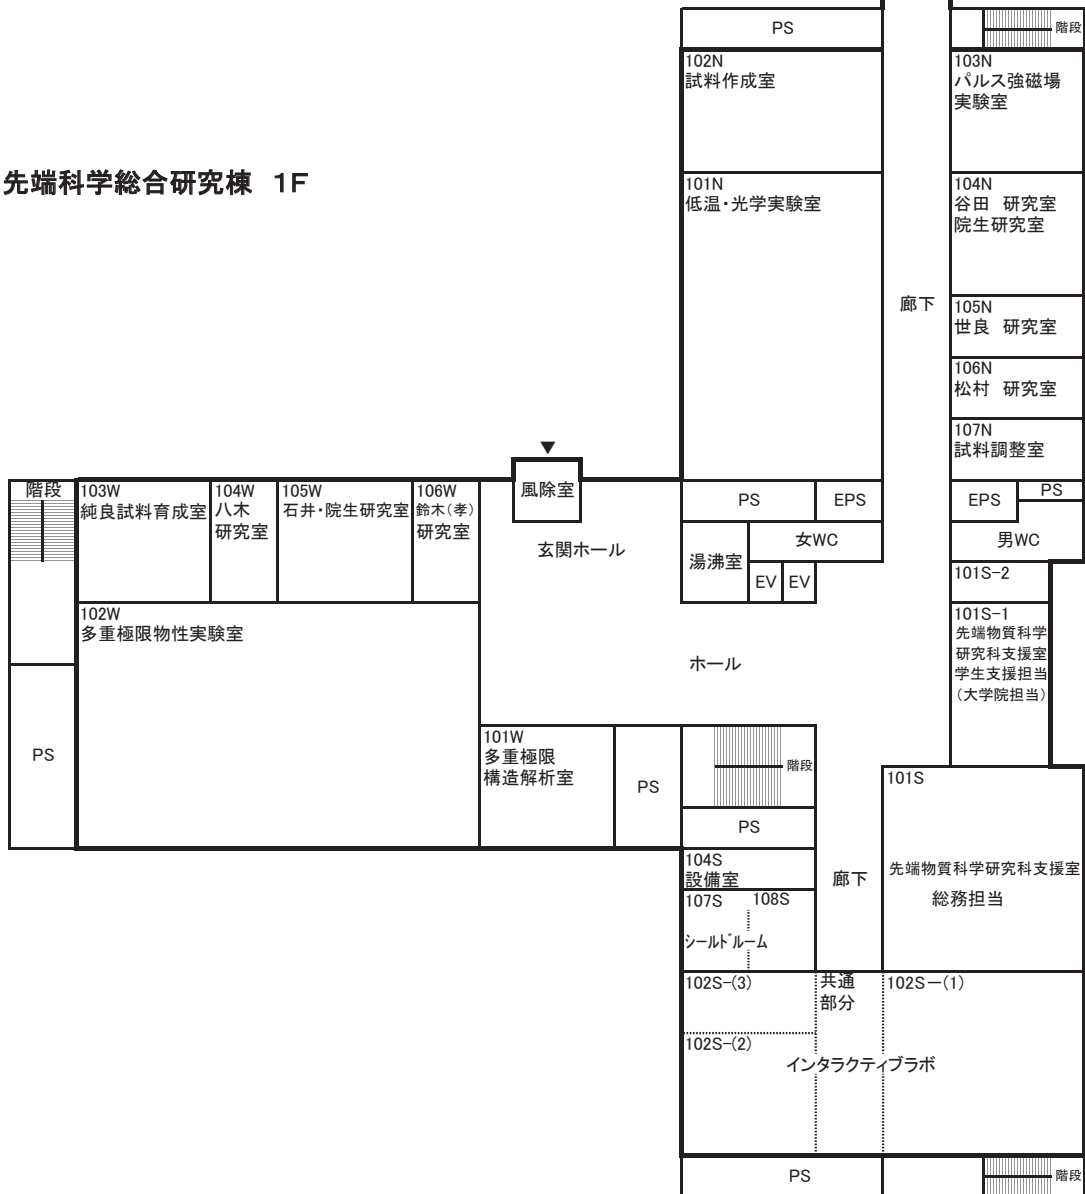 PS
階段
102N
試料作成室
103N
パルス強磁場
実験室
先端科学総合研究棟　1F
101N
低温・光学実験室
104N
谷田　研究室
院生研究室
廊下
105N
世良　研究室
106N
松村　研究室
107N
試料調整室
▼
風除室
階段
103W
純良試料育成室
104W
八木
研究室
105W
石井・院生研究室
106W
鈴木(孝)
研究室
PS
EPS
EPS
PS
玄関ホール
湯沸室
女WC
男WC
EV
EV
101S-2
102W
多重極限物性実験室
101S-1
先端物質科学
研究科支援室
学生支援担当
(大学院担当)
ホール
PS
101W
多重極限
構造解析室
PS
階段
PS
101S
先端物質科学研究科支援室
総務担当
104S
設備室
廊下
107S
108S
シールドルーム
102S-(3)
共通
部分
102Sー(1)
102S-(2)
インタラクティブラボ
PS
階段